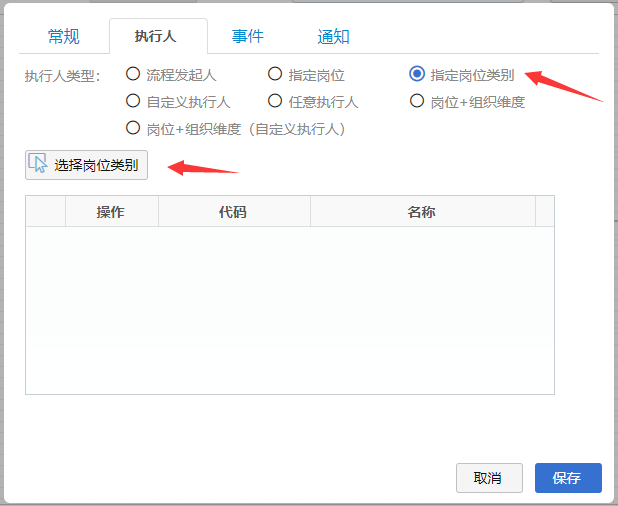 常规 执行人 事件 通知
执行人类型： 流程发起人 指定岗位 指定岗位类别
自定义执行人 任意执行人 岗位+组织维度
岗位+组织维度（自定义执行人）
选择岗位类别
操作 代码 名称
取消 保存